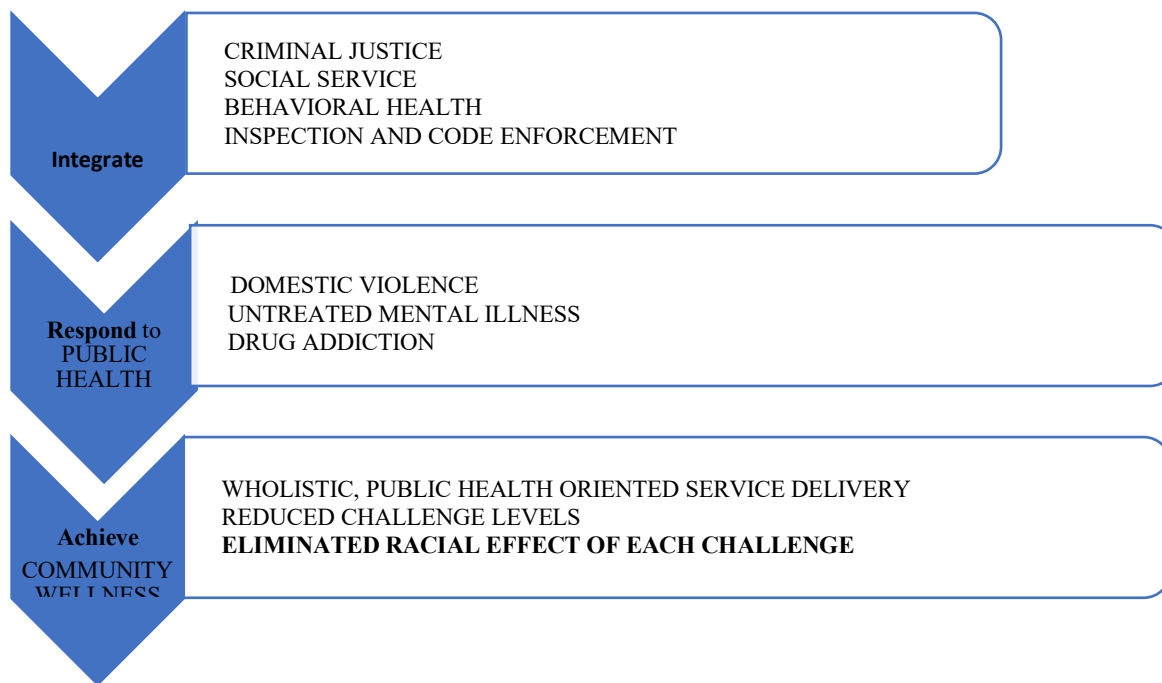 CRIMINAL JUSTICE
SOCIAL SERVICE
BEHAVIORAL HEALTH
INSPECTION AND CODE ENFORCEMENT
Integrate
DOMESTIC VIOLENCE
UNTREATED MENTAL ILLNESS
DRUG ADDICTION
Respond to
PUBLIC
HEALTH
WHOLISTIC, PUBLIC HEALTH ORIENTED SERVICE DELIVERY
REDUCED CHALLENGE LEVELS
ELIMINATED RACIAL EFFECT OF EACH CHALLENGE
Achieve
COMMUNITY
WELLNESS